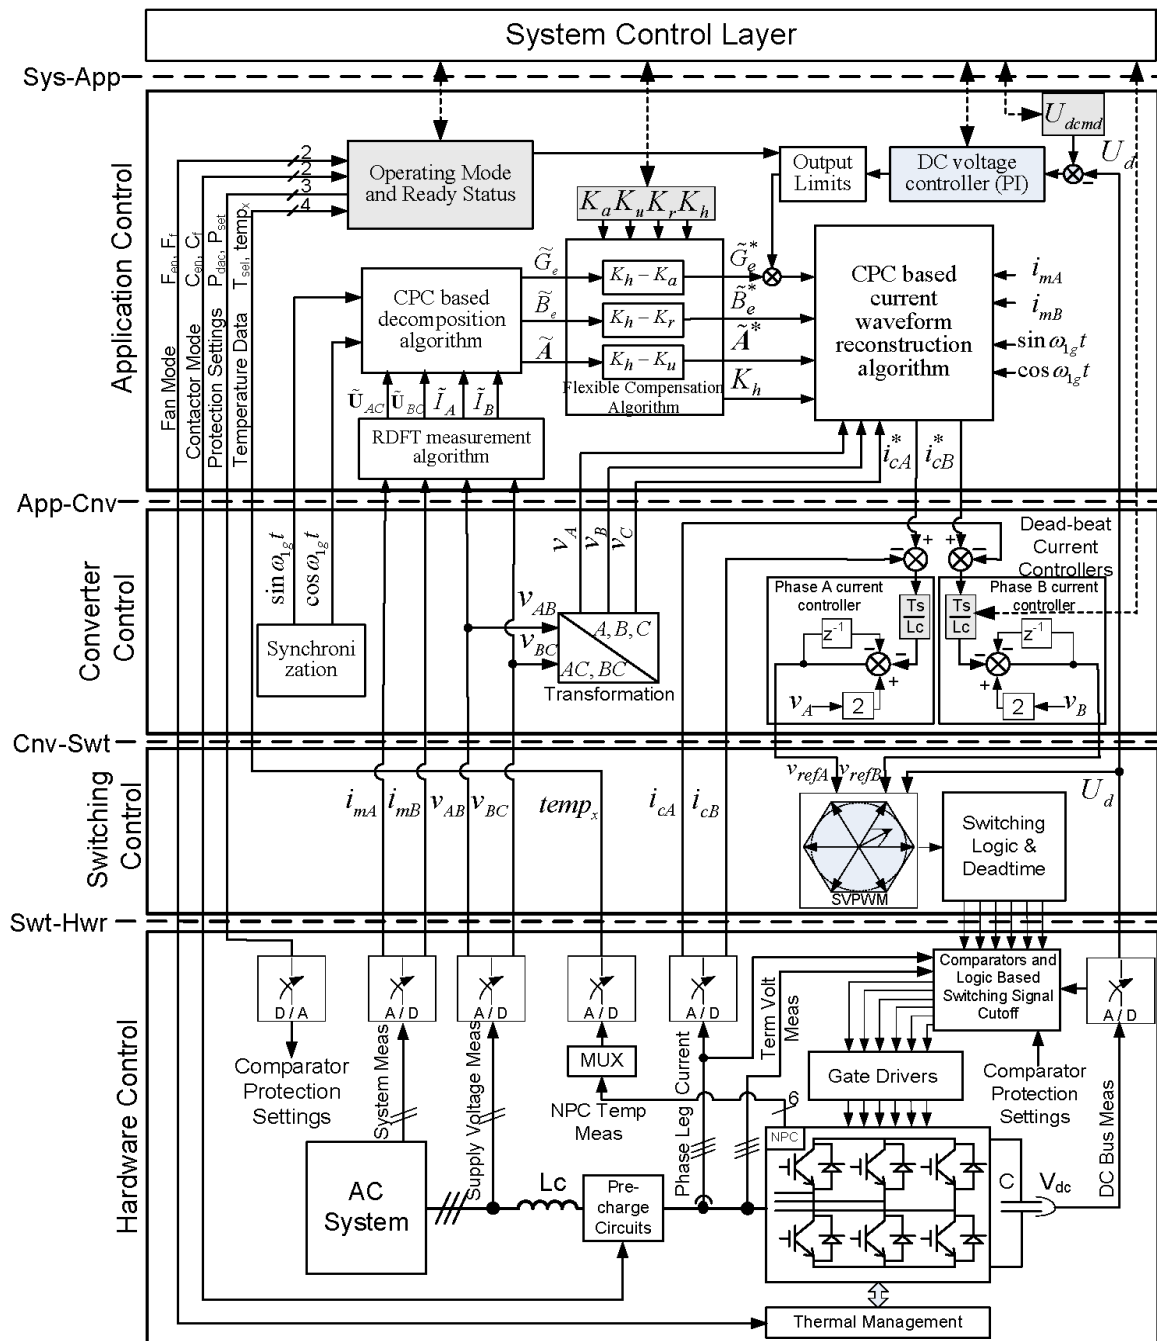 System Control Layer
Sys-App
Application Control
2
2
3
4
Operating Mode
and Ready Status
Output
Limits
DC voltage
controller (PI)
U_dcmd
U_d
Fan Mode F_en, F_f
Contactor Mode C_en, C_f
Protection Settings P_dac, P_set
Temperature Data T_sel, temp_x
K_a K_u K_r K_h
CPC based
decomposition
algorithm
G̃_e
B̃_e
Ã
K_h – K_a
K_h – K_r
K_h – K_u
Flexible Compensation
Algorithm
G̃_e^*
B̃_e^*
Ã^*
K_h
CPC based
current
waveform
reconstruction
algorithm
i_mA
i_mB
sin ω_1g t
cos ω_1g t
Ũ_AC Ũ_BC Ĩ_A Ĩ_B
RDFT measurement
algorithm
i_cA^* i_cB^*
App-Cnv
Converter
Control
sin ω_1g t
cos ω_1g t
Synchroni
zation
v_A
v_B
v_C
v_AB
v_BC
A, B, C
AC, BC
Transformation
+
–
+
–
Dead-beat
Current
Controllers
Phase A current
controller
Ts
Lc
z^-1
–
–
+
v_A
2
Phase B current
controller
Ts
Lc
z^-1
–
–
+
2
v_B
Cnv-Swt
Switching
Control
i_mA i_mB v_AB v_BC temp_x i_cA i_cB
v_refA v_refB
SVPWM
Switching
Logic &
Deadtime
U_d
Swt-Hwr
Hardware Control
D / A
A / D
A / D
A / D
A / D
A / D
Comparator
Protection
Settings
System Meas
Supply Voltage Meas
MUX
NPC Temp
Meas
Phase Leg Current
Term Volt
Meas
Comparators and
Logic Based
Switching Signal
Cutoff
Gate Drivers
Comparator
Protection
Settings
DC Bus Meas
6
NPC
AC
System
Lc
Pre-
charge
Circuits
C
V_dc
Thermal Management